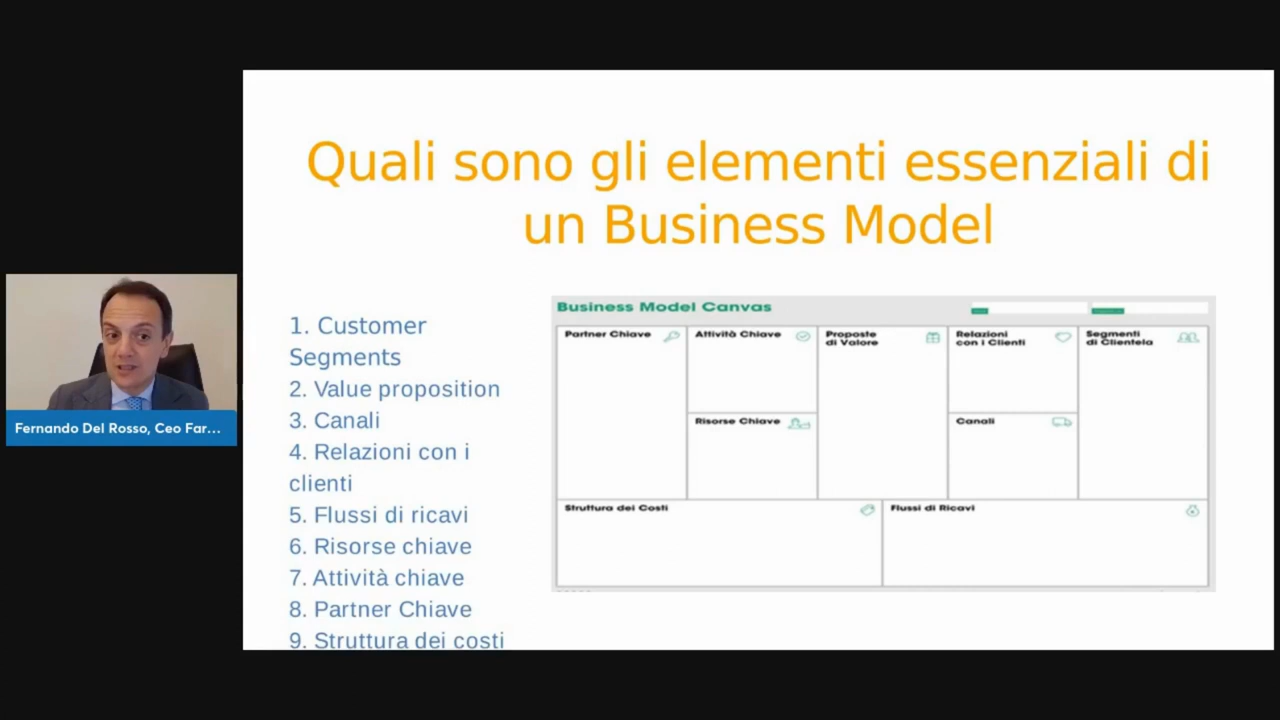 Quali sono gli elementi essenziali di
un Business Model
1. Customer
Segments
2. Value proposition
3. Canali
4. Relazioni con i
clienti
5. Flussi di ricavi
6. Risorse chiave
7. Attività chiave
8. Partner Chiave
9. Struttura dei costi
Business Model Canvas
Partner Chiave
Attività Chiave
Risorse Chiave
Proposte
di Valore
Relazioni
con i Clienti
Canali
Segmenti
di Clientela
Struttura dei Costi
Flussi di Ricavi
Fernando Del Rosso, Ceo Far...